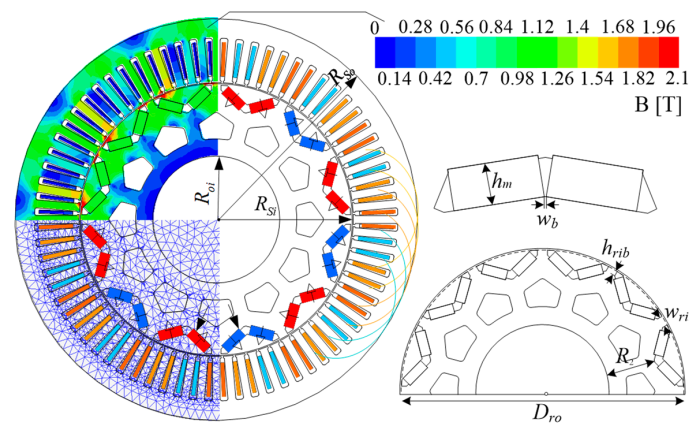 0 0.28 0.56 0.84 1.12 1.4 1.68 1.96
0.14 0.42 0.7 0.98 1.26 1.54 1.82 2.1
B [T]
R_So
R_oi
R_Si
h_m
w_b
h_rib
w_ri
D_ro